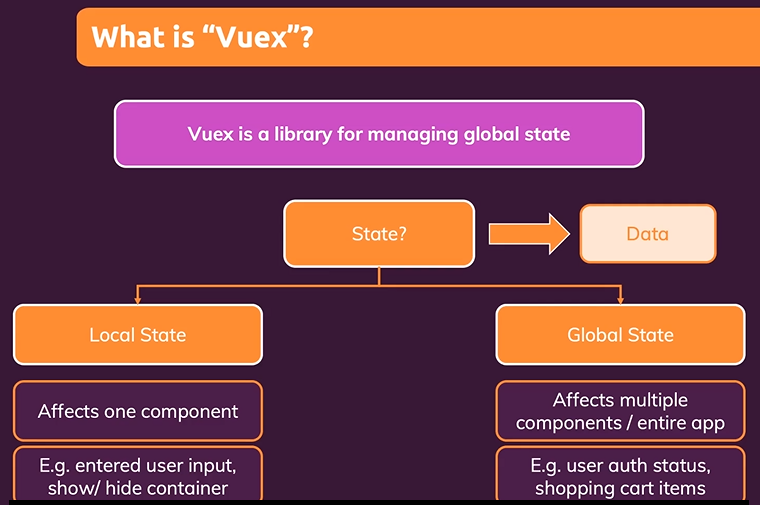 What is “Vuex”?
Vuex is a library for managing global state
State?
Data
Local State
Global State
Affects one component
Affects multiple
components / entire app
E.g. entered user input,
show/ hide container
E.g. user auth status,
shopping cart items